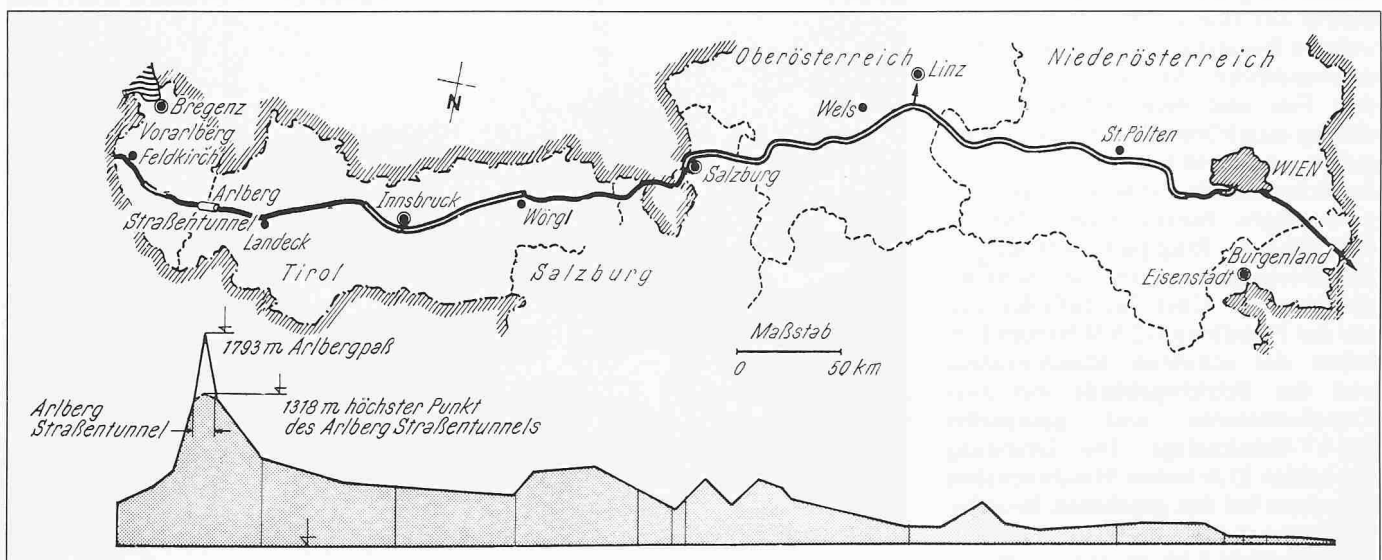 Oberösterreich
Niederösterreich
Linz
N
Bregenz
Vorarlberg
Wels
Feldkirch
St. Pölten
WIEN
Salzburg
Arlberg
Straßentunnel
Innsbruck
Landeck
Wörgl
Tirol
Salzburg
Burgenland
Eisenstadt
Maßstab
0 50 km
1793 m Arlbergpaß
1318 m höchster Punkt
des Arlberg Straßentunnels
Arlberg
Straßentunnel